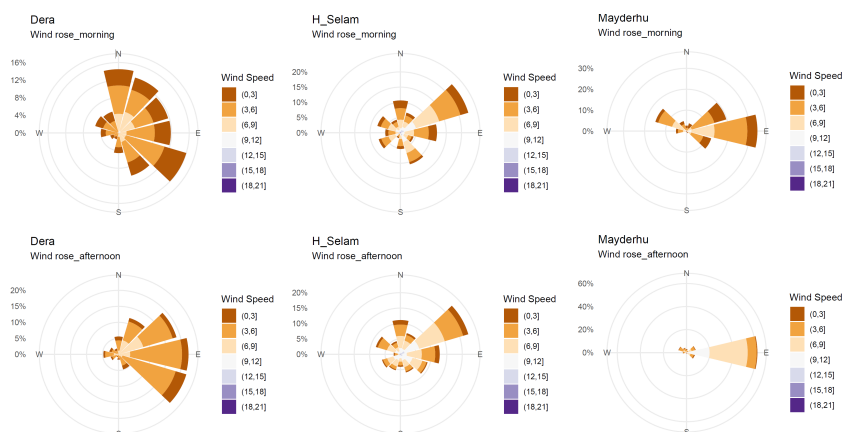 Dera
Wind rose_morning
N
16%
12%
8%
4%
0%
W
E
S
Wind Speed
(0,3]
(3,6]
(6,9]
(9,12]
(12,15]
(15,18]
(18,21]
H_Selam
Wind rose_morning
N
20%
15%
10%
5%
0%
W
E
S
Wind Speed
(0,3]
(3,6]
(6,9]
(9,12]
(12,15]
(15,18]
(18,21]
Mayderhu
Wind rose_morning
N
30%
20%
10%
0%
W
E
S
Wind Speed
(0,3]
(3,6]
(6,9]
(9,12]
(12,15]
(15,18]
(18,21]
Dera
Wind rose_afternoon
N
20%
15%
10%
5%
0%
W
E
S
Wind Speed
(0,3]
(3,6]
(6,9]
(9,12]
(12,15]
(15,18]
(18,21]
H_Selam
Wind rose_afternoon
N
20%
15%
10%
5%
0%
W
E
S
Wind Speed
(0,3]
(3,6]
(6,9]
(9,12]
(12,15]
(15,18]
(18,21]
Mayderhu
Wind rose_afternoon
N
60%
40%
20%
0%
W
E
Wind Speed
(0,3]
(3,6]
(6,9]
(9,12]
(12,15]
(15,18]
(18,21]